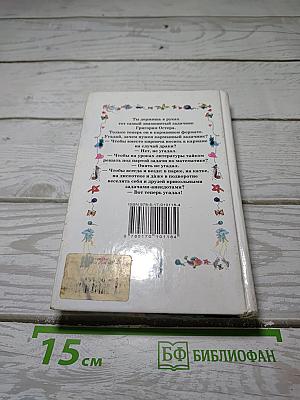 Ты держишь в руках
тот самый знаменитый задачник
Григория Остера.
Только теперь он в карманном формате.
Угадай, зачем нужен карманный задачник?
— Чтобы вместо кирпича носить в кармане
на случай драки?
— Нет, не угадал.
— Чтобы на уроках литературы тайком
решать под партой задачи по математике?
— Опять не угадал.
— Чтобы всегда и везде: в парке, на катке,
на дискотеке и даже в подворотне
веселить себя и друзей прикольными
задачами-анекдотами?
— Вот теперь угадал!
15 см
БФ БИБЛИОФАН